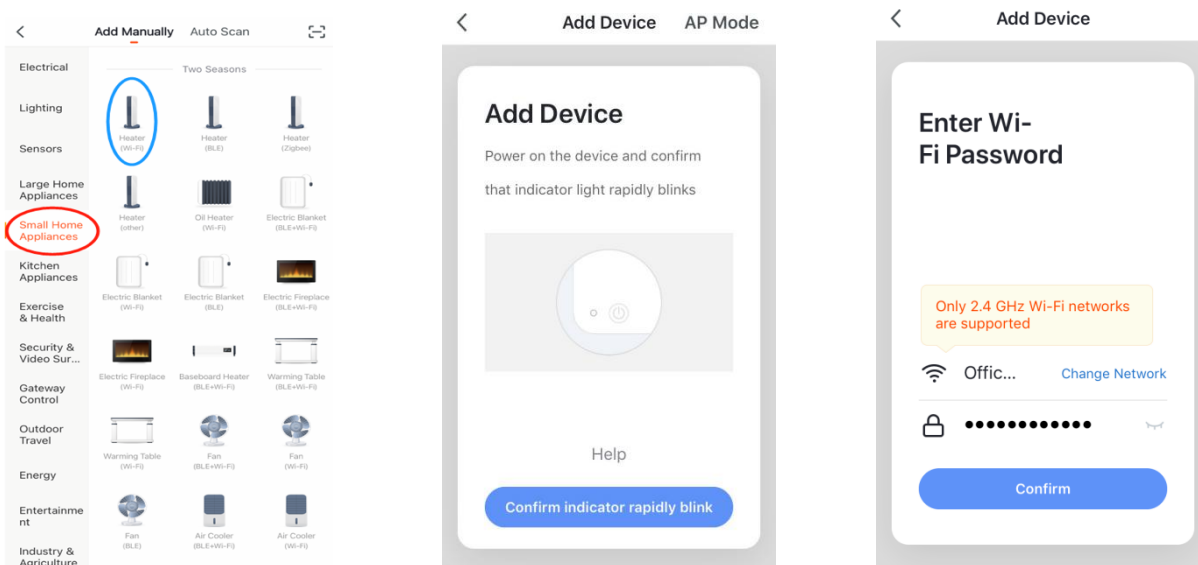 Add Manually Auto Scan
Electrical
Lighting
Sensors
Large Home
Appliances
Small Home
Appliances
Kitchen
Appliances
Exercise
& Health
Security &
Video Sur...
Gateway
Control
Outdoor
Travel
Energy
Entertainme
nt
Industry &
Agriculture
Two Seasons
Heater
(Wi-Fi)
Heater
(BLE)
Heater
(Zigbee)
Heater
(other)
Oil Heater
(Wi-Fi)
Electric Blanket
(BLE+Wi-Fi)
Electric Blanket
(Wi-Fi)
Electric Blanket
(BLE)
Electric Fireplace
(BLE+Wi-Fi)
Electric Fireplace
(Wi-Fi)
Baseboard Heater
(BLE+Wi-Fi)
Warming Table
(BLE+Wi-Fi)
Warming Table
(Wi-Fi)
Fan
(BLE+Wi-Fi)
Fan
(Wi-Fi)
Fan
(BLE)
Air Cooler
(BLE+Wi-Fi)
Air Cooler
(Wi-Fi)
Add Device AP Mode
Add Device
Power on the device and confirm
that indicator light rapidly blinks
Help
Confirm indicator rapidly blink
Add Device
Enter Wi-
Fi Password
Only 2.4 GHz Wi-Fi networks
are supported
Offic... Change Network
Confirm